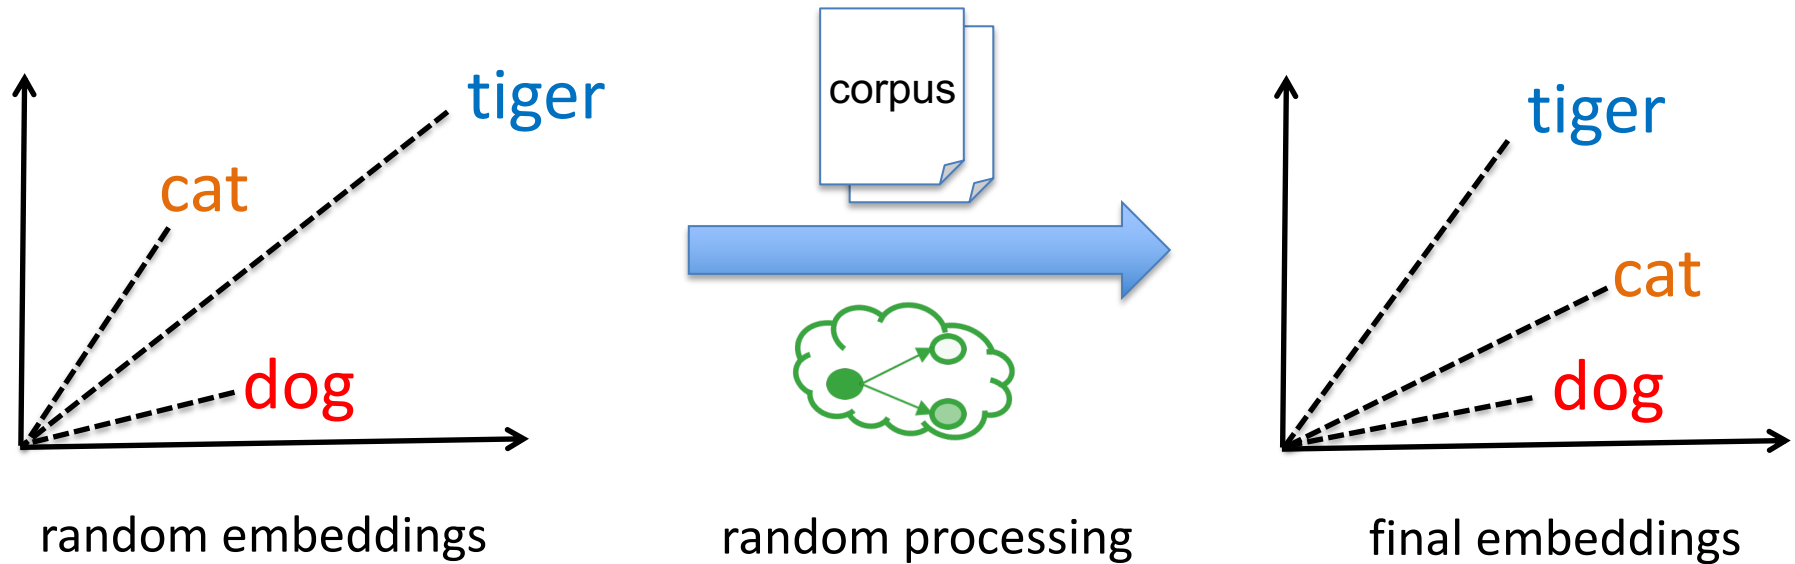 tiger
cat
dog
random embeddings
corpus
random processing
tiger
cat
dog
final embeddings